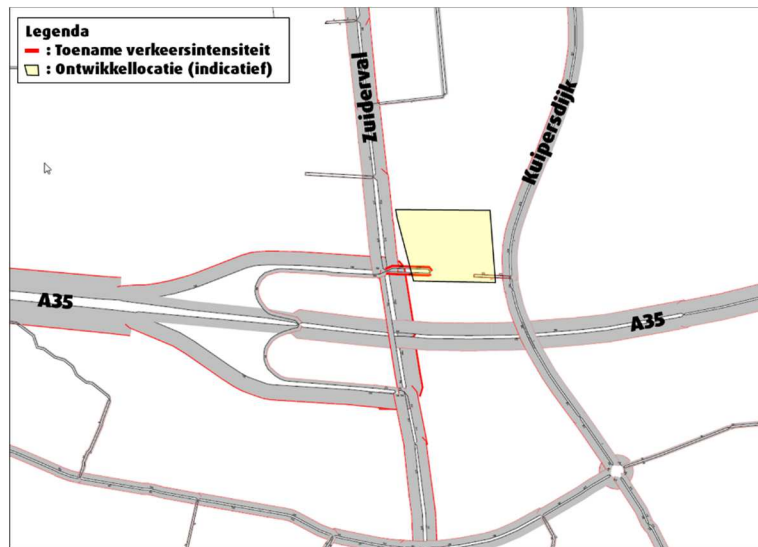 Legenda
: Toename verkeersintensiteit
: Ontwikkellocatie (indicatief)
Zuiderval
Kuipersdijk
A35
A35